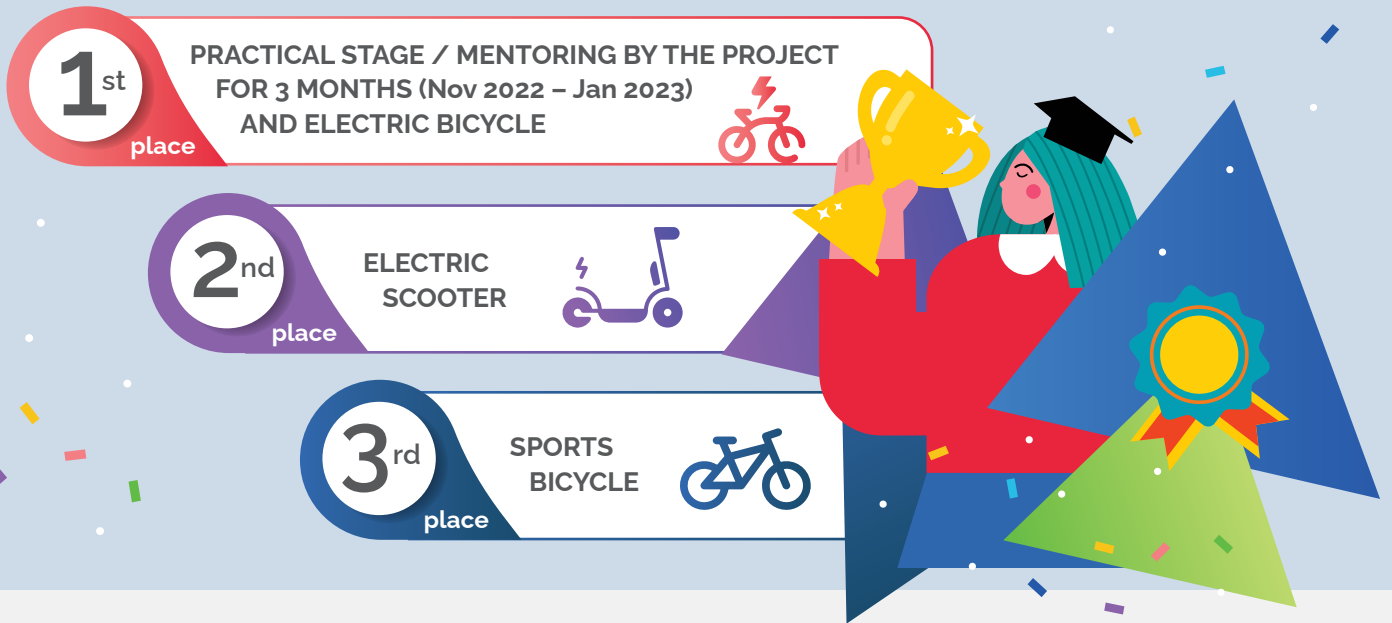 1st
place
PRACTICAL STAGE / MENTORING BY THE PROJECT
FOR 3 MONTHS (Nov 2022 – Jan 2023)
AND ELECTRIC BICYCLE
2nd
place
ELECTRIC
SCOOTER
3rd
place
SPORTS
BICYCLE